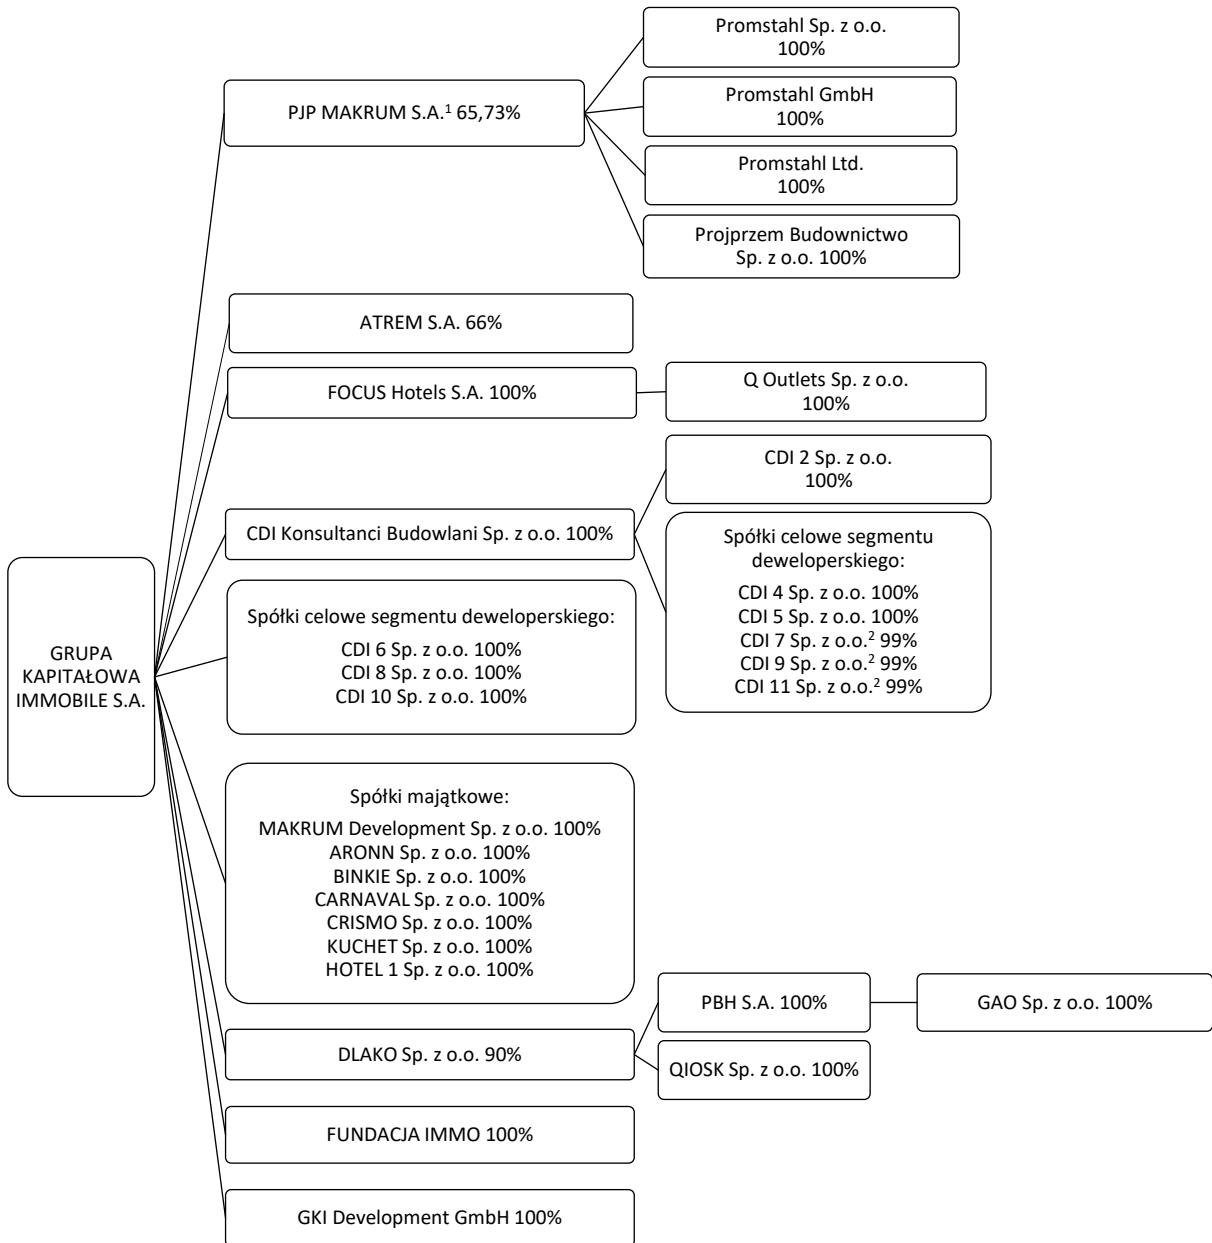 GRUPA
KAPITAŁOWA
IMMOBILE S.A.
PJP MAKRUM S.A.¹ 65,73%
Promstahl Sp. z o.o.
100%
Promstahl GmbH
100%
Promstahl Ltd.
100%
Projprzem Budownictwo
Sp. z o.o. 100%
ATREM S.A. 66%
FOCUS Hotels S.A. 100%
Q Outlets Sp. z o.o.
100%
CDI Konsultanci Budowlani Sp. z o.o. 100%
CDI 2 Sp. z o.o.
100%
Spółki celowe segmentu
deweloperskiego:
CDI 4 Sp. z o.o. 100%
CDI 5 Sp. z o.o. 100%
CDI 7 Sp. z o.o.² 99%
CDI 9 Sp. z o.o.² 99%
CDI 11 Sp. z o.o.² 99%
Spółki celowe segmentu deweloperskiego:
CDI 6 Sp. z o.o. 100%
CDI 8 Sp. z o.o. 100%
CDI 10 Sp. z o.o. 100%
Spółki majątkowe:
MAKRUM Development Sp. z o.o. 100%
ARONN Sp. z o.o. 100%
BINKIE Sp. z o.o. 100%
CARNAVAL Sp. z o.o. 100%
CRISMO Sp. z o.o. 100%
KUCHET Sp. z o.o. 100%
HOTEL 1 Sp. z o.o. 100%
DLAKO Sp. z o.o. 90%
PBH S.A. 100%
GAO Sp. z o.o. 100%
QIOSK Sp. z o.o. 100%
FUNDACJA IMMO 100%
GKI Development GmbH 100%